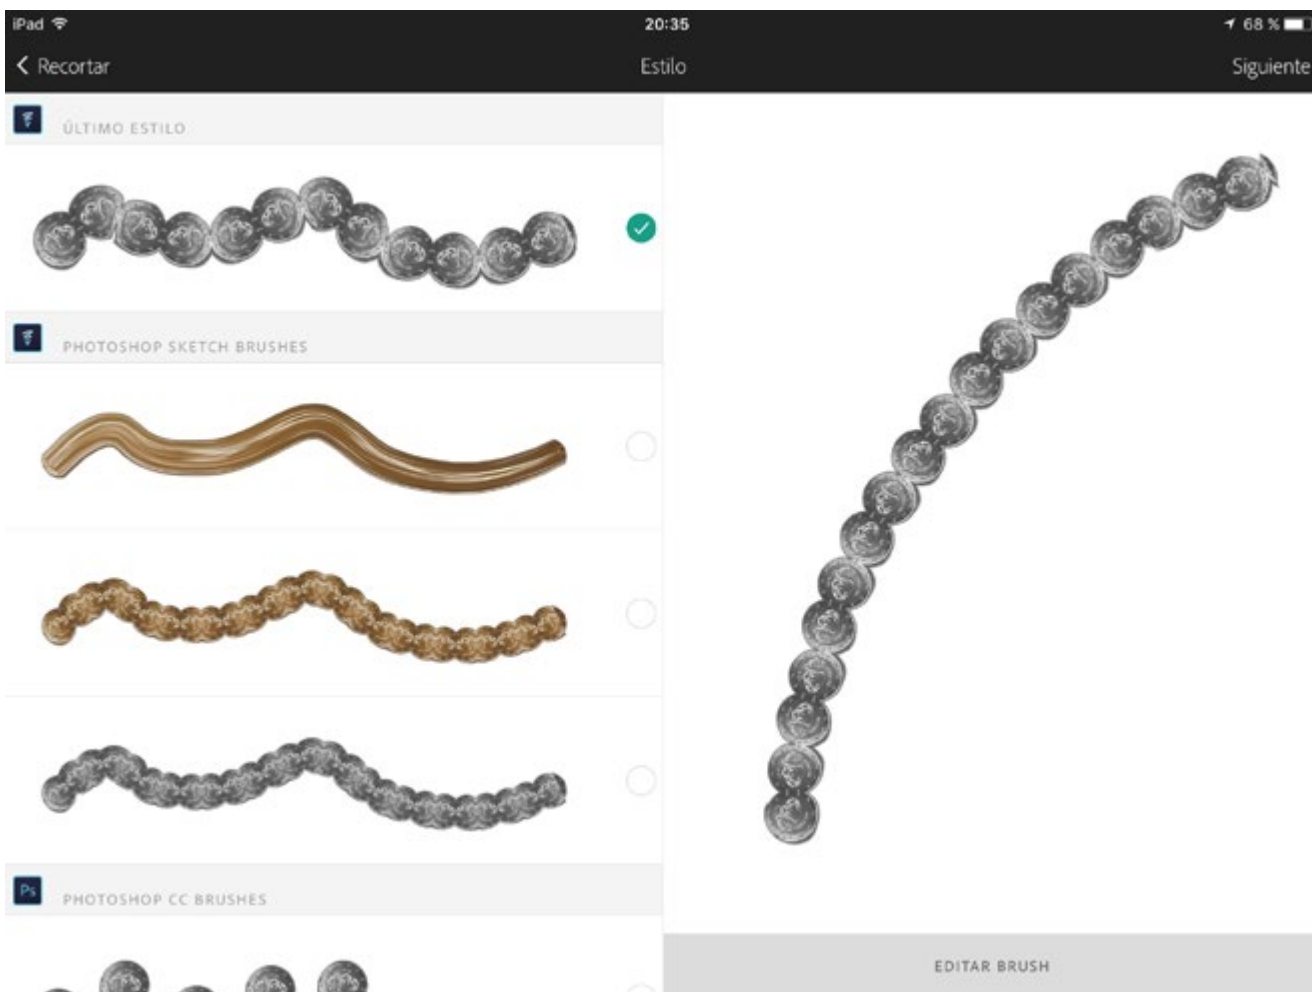 iPad 20:35 68 %
Recortar Estilo Siguiente
ÚLTIMO ESTILO
PHOTOSHOP SKETCH BRUSHES
Ps PHOTOSHOP CC BRUSHES
EDITAR BRUSH